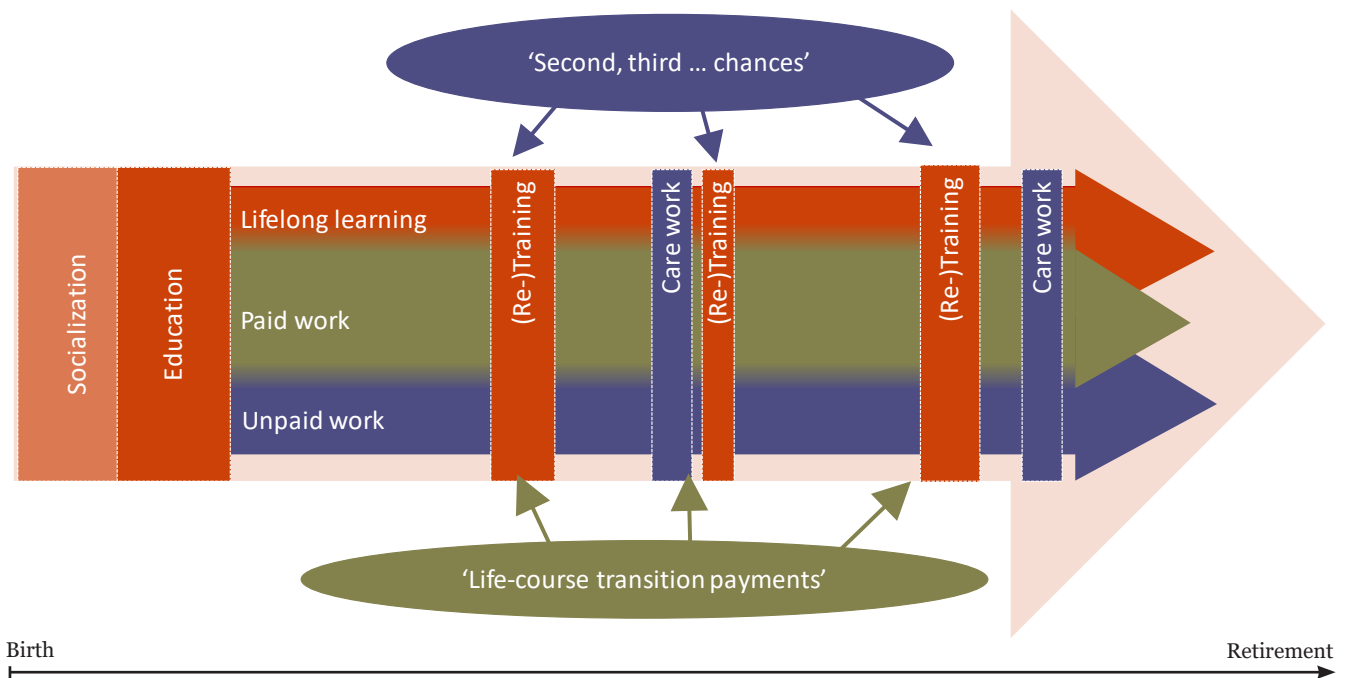 ‘Second, third ... chances’
Socialization
Education
Lifelong learning
Paid work
Unpaid work
(Re-)Training
Care work
(Re-)Training
(Re-)Training
Care work
‘Life-course transition payments’
Birth
Retirement